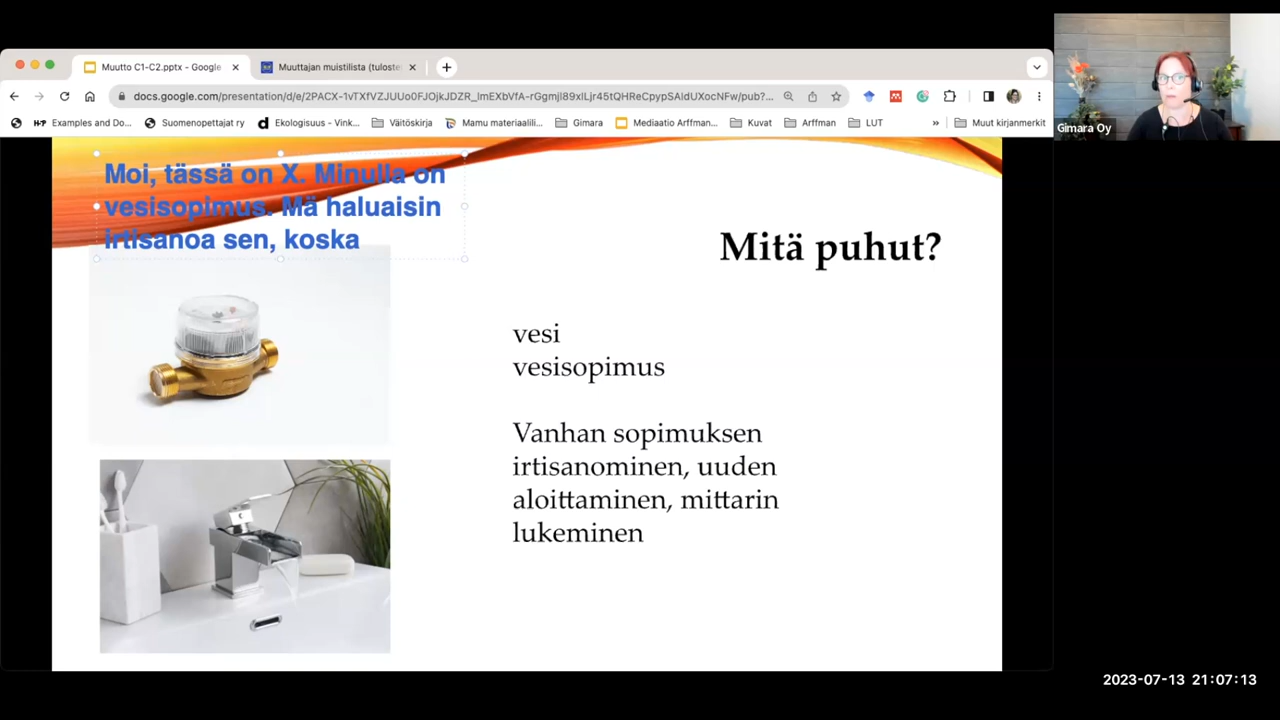 Muutto C1-C2.pptx - Google
Muuttajan muistilista (tuloste
docs.google.com/presentation/d/e/2PACX-1vTXfVZJUUo0FJOjkJDZR_
Examples and Do...
Suomenopettajat ry
Ekologisuus - Vink...
Väitöskirja
Mamu materiaalili...
Gimara
Mediaatio Arffman...
Kuvat
Arffman
LUT
»
Muut kirjanmerkit
Gimara Oy
Moi, tässä on X. Minulla on
vesisopimus. Mä haluaisin
irtisanoa sen, koska
Mitä puhut?
vesi
vesisopimus
Vanhan sopimuksen
irtisanominen, uuden
aloittaminen, mittarin
lukeminen
2023-07-13 21:07:13